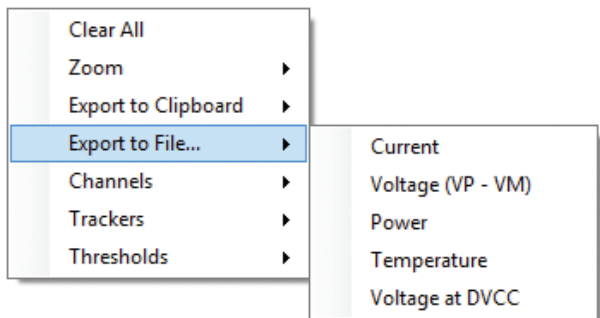 Clear All
Zoom
Export to Clipboard
Export to File...
Channels
Trackers
Thresholds
Current
Voltage (VP - VM)
Power
Temperature
Voltage at DVCC